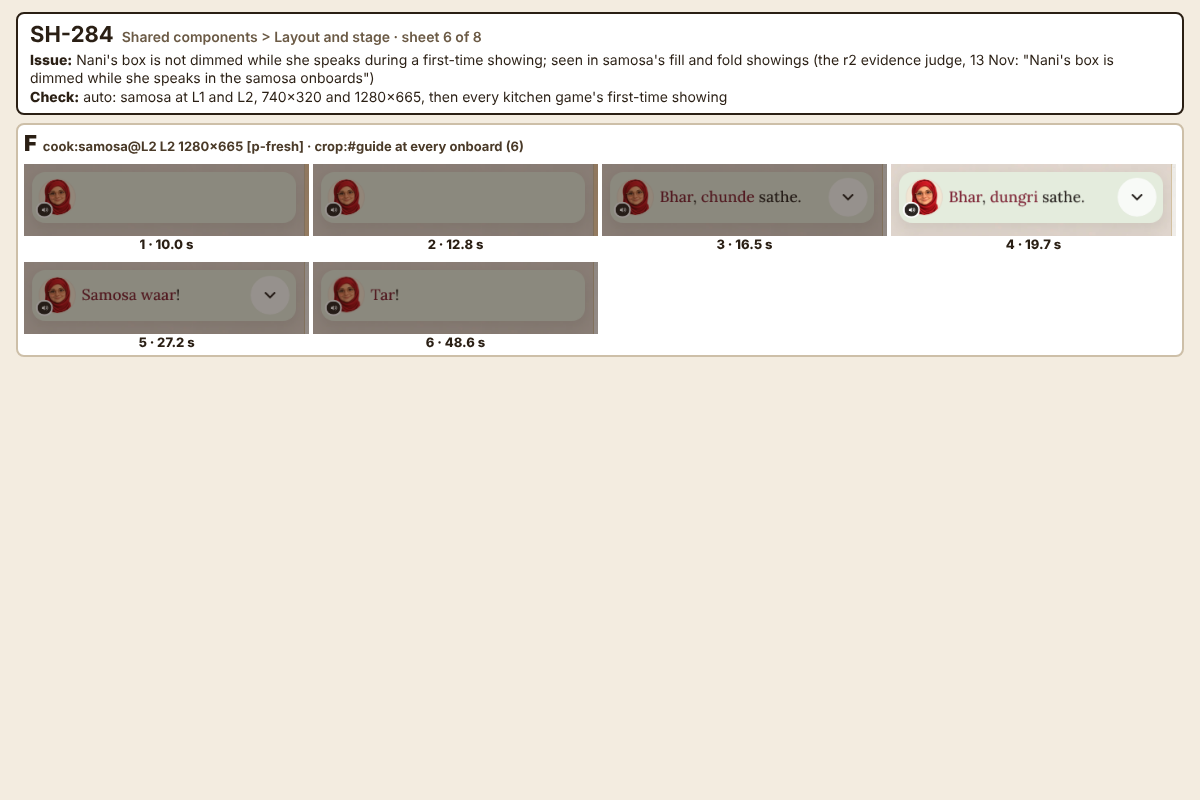 SH-284 Shared components > Layout and stage · sheet 6 of 8
Issue: Nani's box is not dimmed while she speaks during a first-time showing; seen in samosa's fill and fold showings (the r2 evidence judge, 13 Nov: "Nani's box is
dimmed while she speaks in the samosa onboards")
Check: auto: samosa at L1 and L2, 740×320 and 1280×665, then every kitchen game's first-time showing
F cook:samosa@L2 L2 1280×665 [p-fresh] · crop:#guide at every onboard (6)
Bhar, chunde sathe.
Bhar, dungri sathe.
1 · 10.0 s
2 · 12.8 s
3 · 16.5 s
4 · 19.7 s
Samosa waar!
Tar!
5 · 27.2 s
6 · 48.6 s